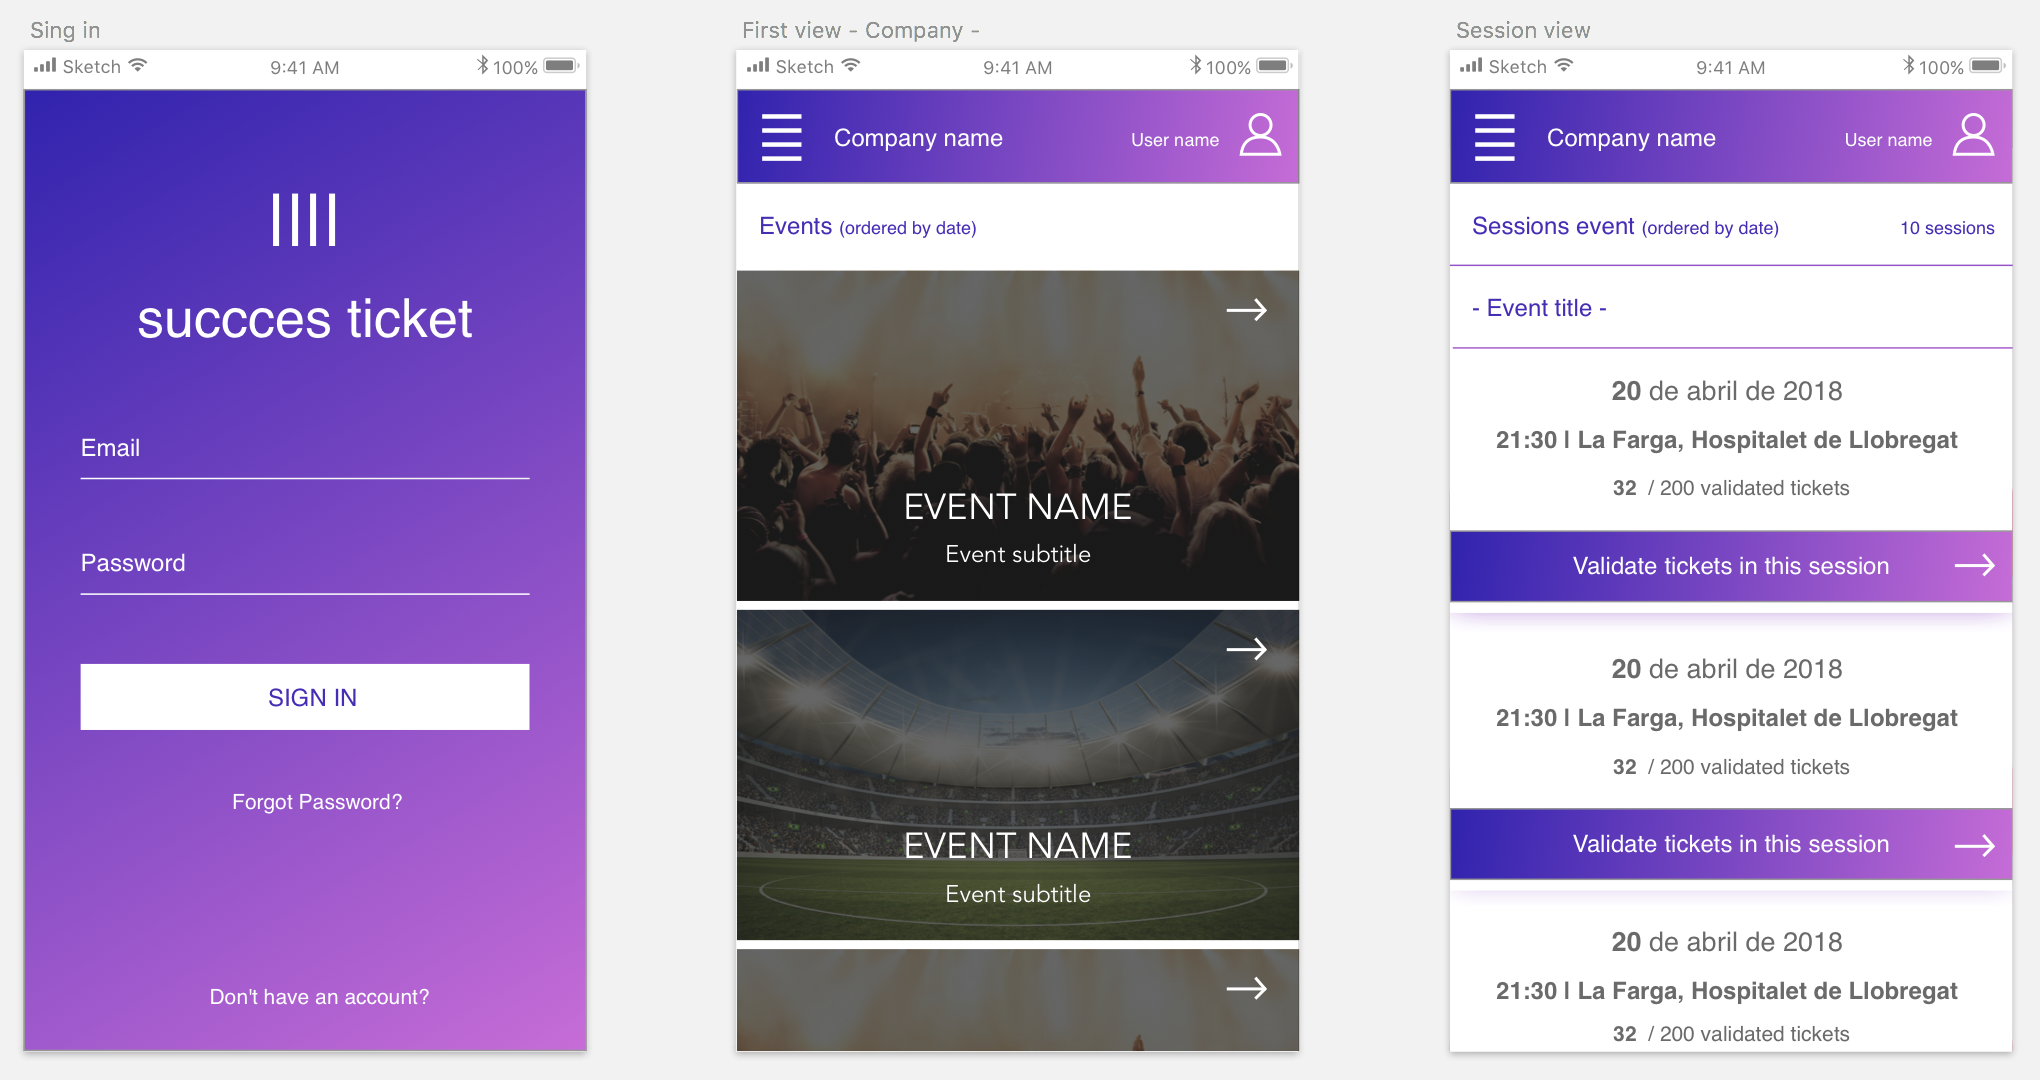 Sing in
Sketch 9:41 AM 100%
succces ticket
Email
Password
SIGN IN
Forgot Password?
Don't have an account?
First view - Company -
Sketch 9:41 AM 100%
Company name User name
Events (ordered by date)
EVENT NAME
Event subtitle
EVENT NAME
Event subtitle
Session view
Sketch 9:41 AM 100%
Company name User name
Sessions event (ordered by date) 10 sessions
- Event title -
20 de abril de 2018
21:30 | La Farga, Hospitalet de Llobregat
32 / 200 validated tickets
Validate tickets in this session
20 de abril de 2018
21:30 | La Farga, Hospitalet de Llobregat
32 / 200 validated tickets
Validate tickets in this session
20 de abril de 2018
21:30 | La Farga, Hospitalet de Llobregat
32 / 200 validated tickets